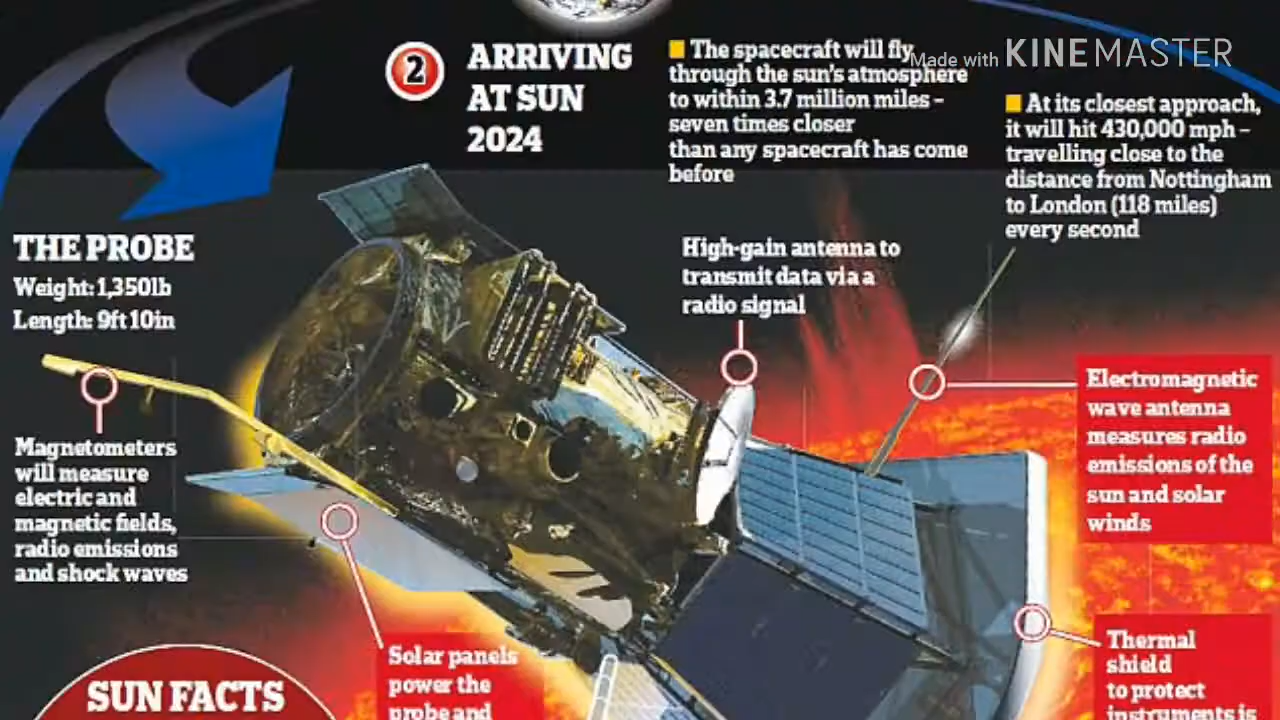 2
ARRIVING
AT SUN
2024
The spacecraft will fly
through the sun's atmosphere
to within 3.7 million miles –
seven times closer
than any spacecraft has come
before
Made with KINEMASTER
At its closest approach,
it will hit 430,000 mph –
travelling close to the
distance from Nottingham
to London (118 miles)
every second
THE PROBE
Weight: 1,350lb
Length: 9ft 10in
High-gain antenna to
transmit data via a
radio signal
Electromagnetic
wave antenna
measures radio
emissions of the
sun and solar
winds
Magnetometers
will measure
electric and
magnetic fields,
radio emissions
and shock waves
Solar panels
power the
probe and
Thermal
shield
to protect
instruments is
SUN FACTS